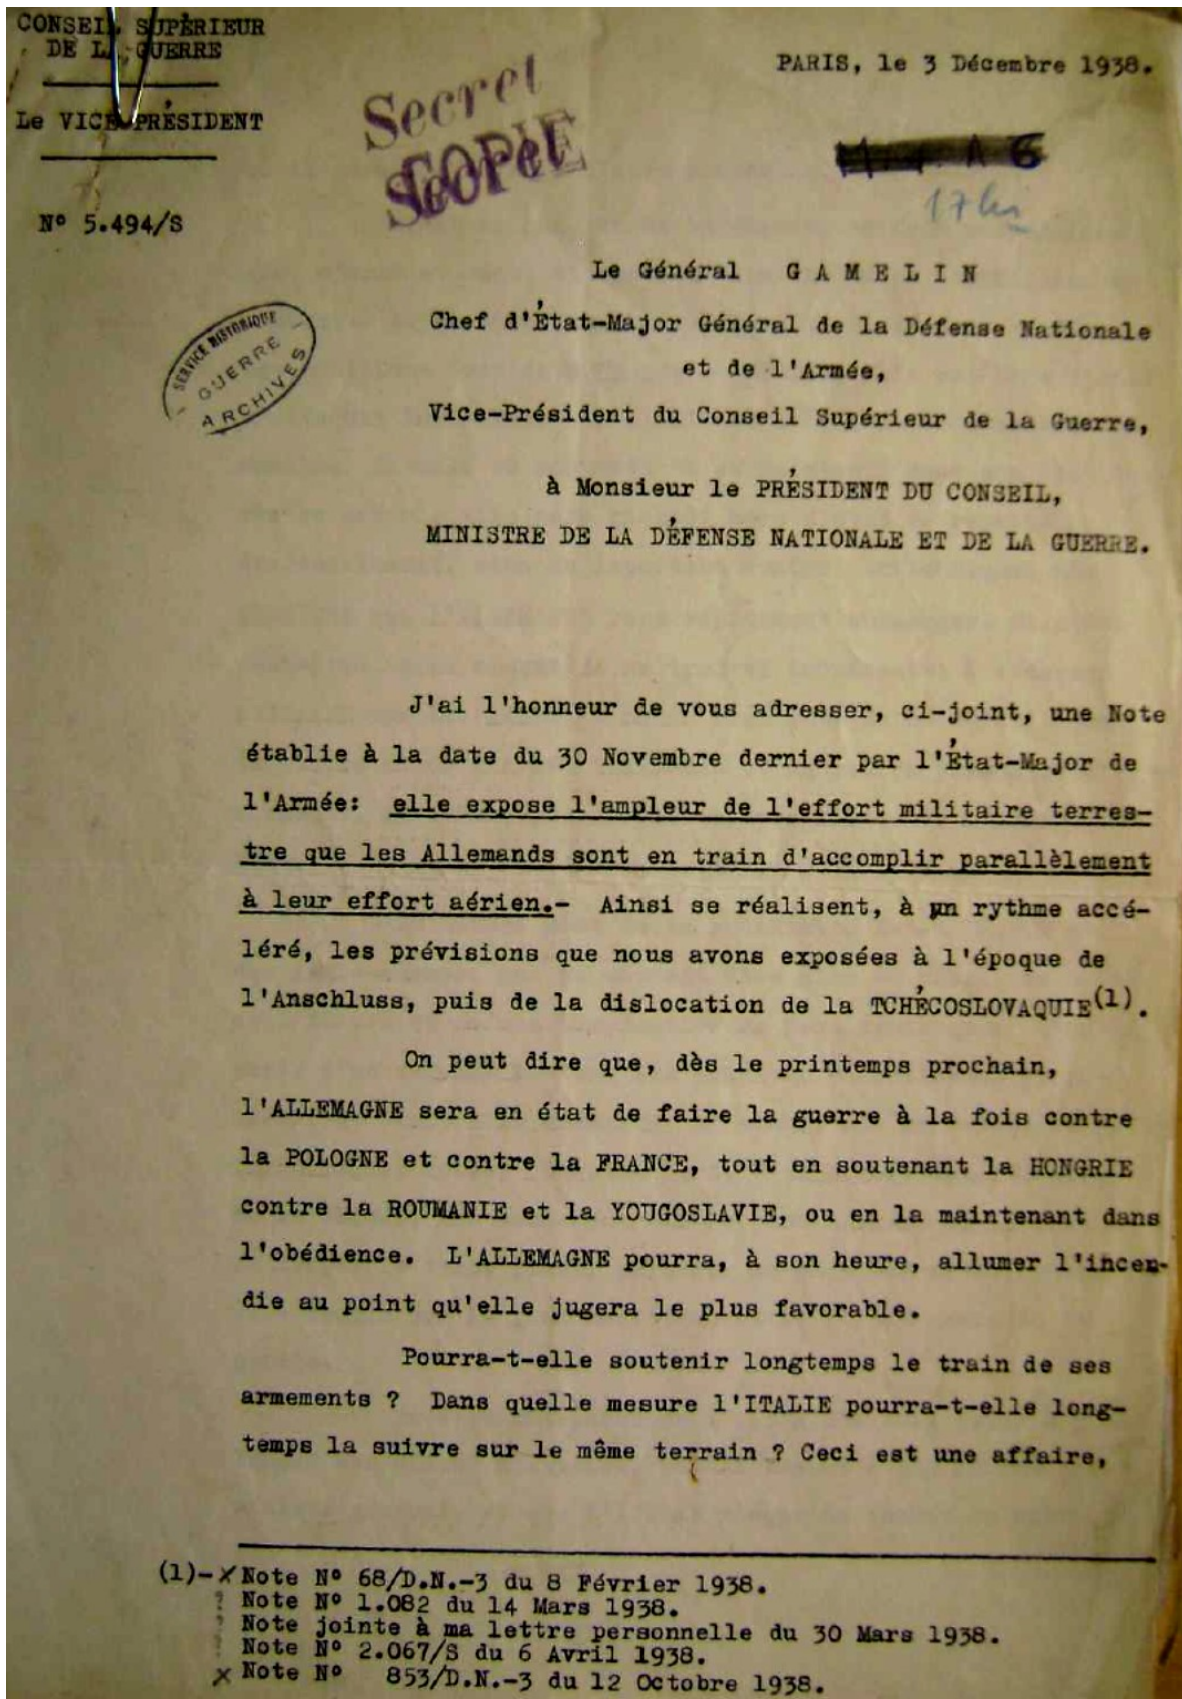 CONSEIL SUPÉRIEUR
DE LA GUERRE
Le VICE-PRÉSIDENT
N° 5.494/S
PARIS, le 3 Décembre 1938.
Secret
Secret
COPIE
A 6
17 bis
SERVICE HISTORIQUE
GUERRE
ARCHIVES
Le Général GAMELIN
Chef d'État-Major Général de la Défense Nationale
et de l'Armée,
Vice-Président du Conseil Supérieur de la Guerre,
à Monsieur le PRÉSIDENT DU CONSEIL,
MINISTRE DE LA DÉFENSE NATIONALE ET DE LA GUERRE.
J'ai l'honneur de vous adresser, ci-joint, une Note
établie à la date du 30 Novembre dernier par l'État-Major de
l'Armée: elle expose l'ampleur de l'effort militaire terres-
tre que les Allemands sont en train d'accomplir parallèlement
à leur effort aérien.- Ainsi se réalisent, à un rythme accé-
léré, les prévisions que nous avons exposées à l'époque de
l'Anschluss, puis de la dislocation de la TCHÉCOSLOVAQUIE(1).
On peut dire que, dès le printemps prochain,
l'ALLEMAGNE sera en état de faire la guerre à la fois contre
la POLOGNE et contre la FRANCE, tout en soutenant la HONGRIE
contre la ROUMANIE et la YOUGOSLAVIE, ou en la maintenant dans
l'obédience. L'ALLEMAGNE pourra, à son heure, allumer l'incen-
die au point qu'elle jugera le plus favorable.
Pourra-t-elle soutenir longtemps le train de ses
armements ? Dans quelle mesure l'ITALIE pourra-t-elle long-
temps la suivre sur le même terrain ? Ceci est une affaire,
(1)- X Note N° 68/D.N.-3 du 8 Février 1938.
? Note N° 1.082 du 14 Mars 1938.
? Note jointe à ma lettre personnelle du 30 Mars 1938.
? Note N° 2.067/S du 6 Avril 1938.
X Note N° 853/D.N.-3 du 12 Octobre 1938.